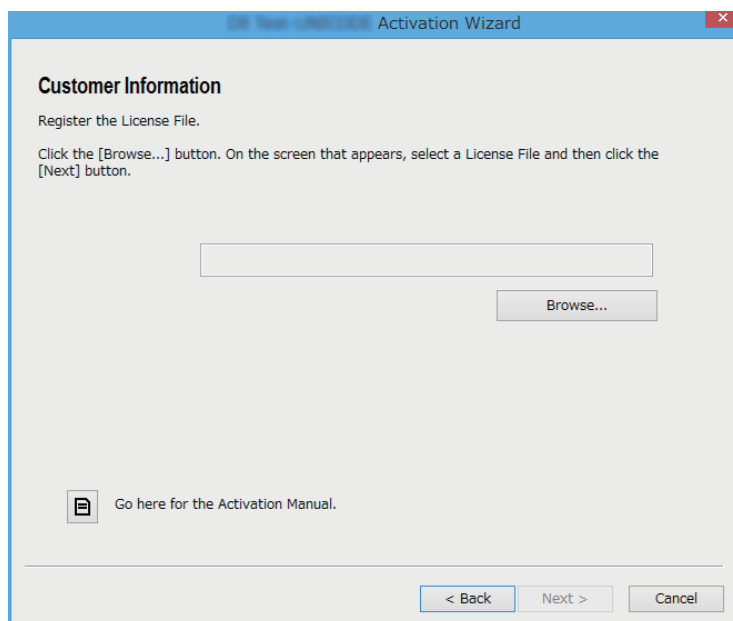 Activation Wizard
Customer Information
Register the License File.
Click the [Browse...] button. On the screen that appears, select a License File and then click the
[Next] button.
Browse...
Go here for the Activation Manual.
< Back
Next >
Cancel